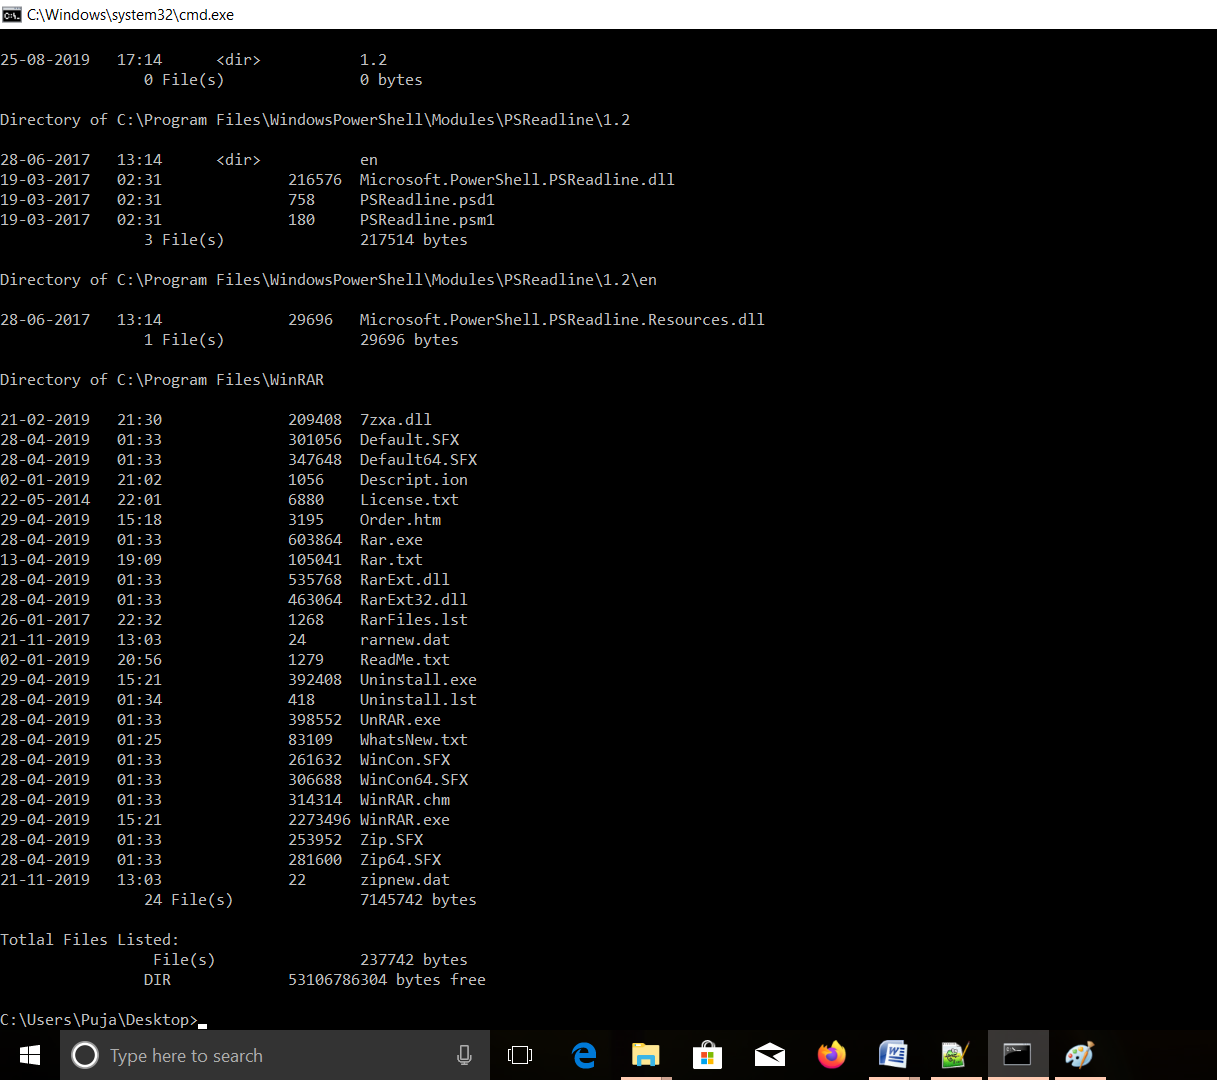 C:\Windows\system32\cmd.exe
25-08-2019 17:14 <dir> 1.2
0 File(s) 0 bytes
Directory of C:\Program Files\WindowsPowerShell\Modules\PSReadline\1.2
28-06-2017 13:14 <dir> en
19-03-2017 02:31 216576 Microsoft.PowerShell.PSReadline.dll
19-03-2017 02:31 758 PSReadline.psd1
19-03-2017 02:31 180 PSReadline.psm1
3 File(s) 217514 bytes
Directory of C:\Program Files\WindowsPowerShell\Modules\PSReadline\1.2\en
28-06-2017 13:14 29696 Microsoft.PowerShell.PSReadline.Resources.dll
1 File(s) 29696 bytes
Directory of C:\Program Files\WinRAR
21-02-2019 21:30 209408 7zxa.dll
28-04-2019 01:33 301056 Default.SFX
28-04-2019 01:33 347648 Default64.SFX
02-01-2019 21:02 1056 Descript.ion
22-05-2014 22:01 6880 License.txt
29-04-2019 15:18 3195 Order.htm
28-04-2019 01:33 603864 Rar.exe
13-04-2019 19:09 105041 Rar.txt
28-04-2019 01:33 535768 RarExt.dll
28-04-2019 01:33 463064 RarExt32.dll
26-01-2017 22:32 1268 RarFiles.lst
21-11-2019 13:03 24 rarnew.dat
02-01-2019 20:56 1279 ReadMe.txt
29-04-2019 15:21 392408 Uninstall.exe
28-04-2019 01:34 418 Uninstall.lst
28-04-2019 01:33 398552 UnRAR.exe
28-04-2019 01:25 83109 WhatsNew.txt
28-04-2019 01:33 261632 WinCon.SFX
28-04-2019 01:33 306688 WinCon64.SFX
28-04-2019 01:33 314314 WinRAR.chm
29-04-2019 15:21 2273496 WinRAR.exe
28-04-2019 01:33 253952 Zip.SFX
28-04-2019 01:33 281600 Zip64.SFX
21-11-2019 13:03 22 zipnew.dat
24 File(s) 7145742 bytes
Totlal Files Listed:
File(s) 237742 bytes
DIR 53106786304 bytes free
C:\Users\Puja\Desktop>
Type here to search